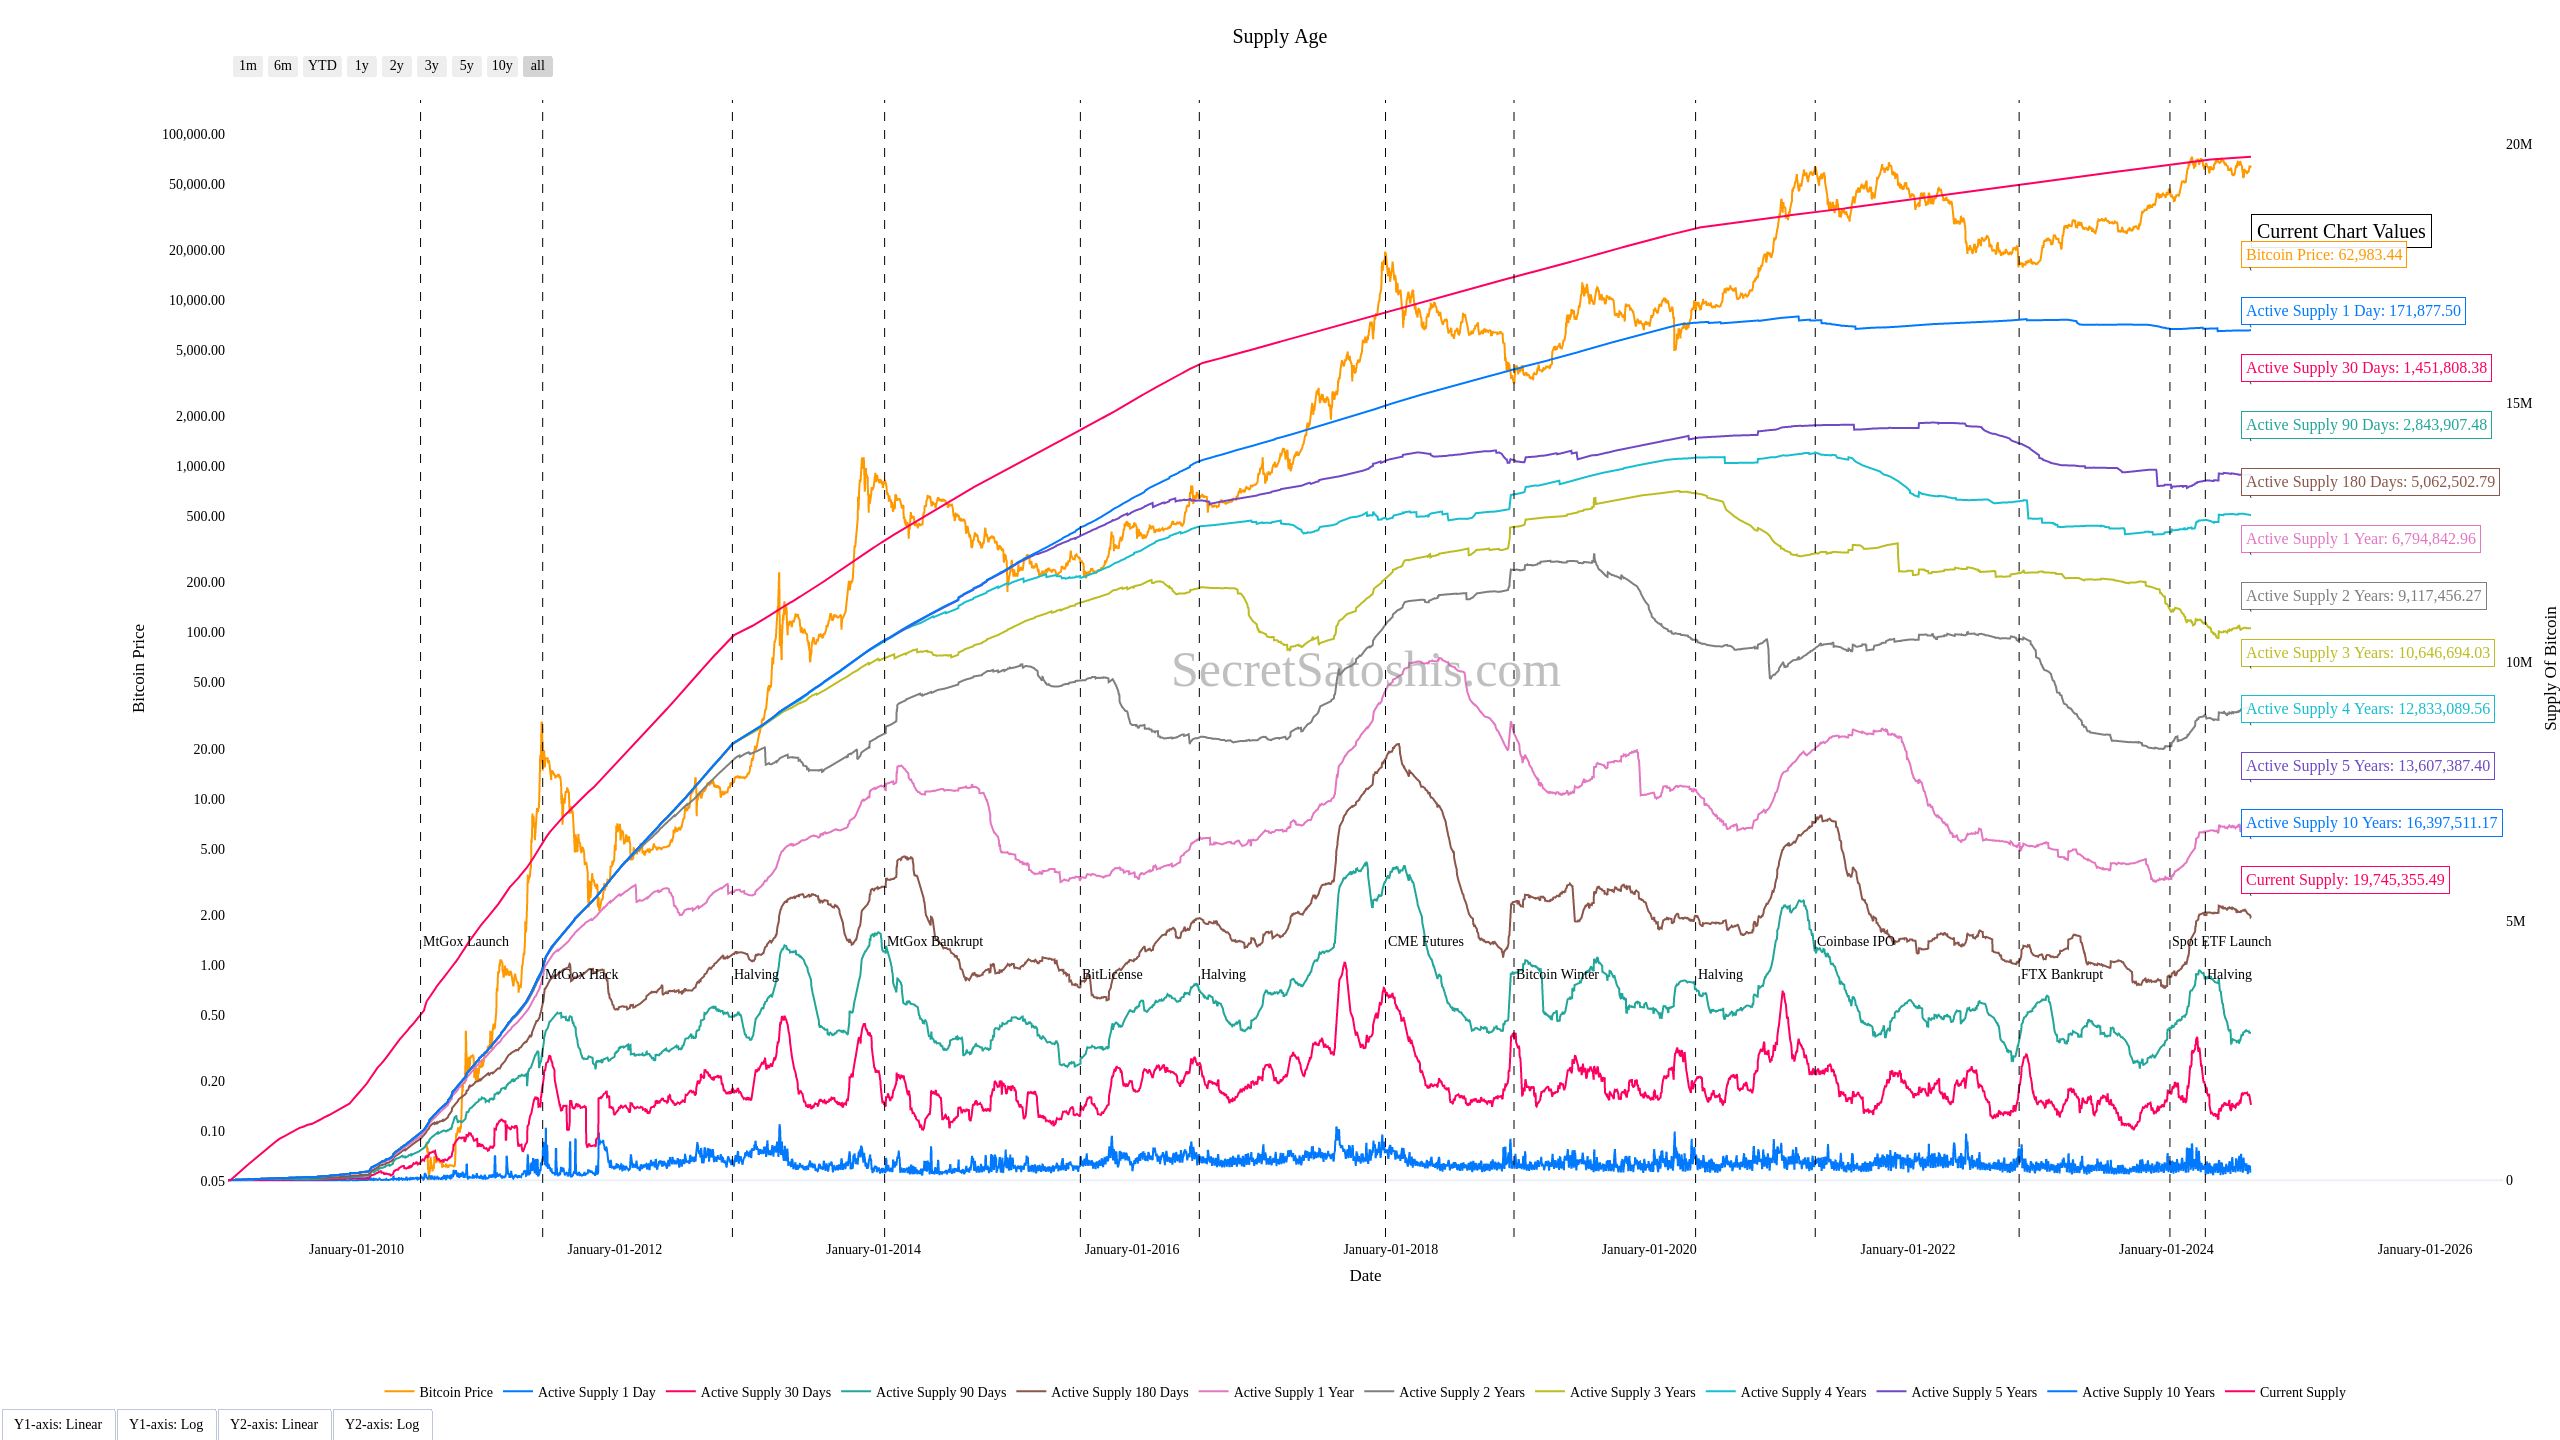 Supply Age
1m 6m YTD 1y 2y 3y 5y 10y all
100,000.00
50,000.00
20,000.00
10,000.00
5,000.00
2,000.00
1,000.00
500.00
200.00
100.00
50.00
20.00
10.00
5.00
2.00
1.00
0.50
0.20
0.10
0.05
Bitcoin Price
20M
15M
10M
5M
0
Supply Of Bitcoin
Current Chart Values
Bitcoin Price: 62,983.44
Active Supply 1 Day: 171,877.50
Active Supply 30 Days: 1,451,808.38
Active Supply 90 Days: 2,843,907.48
Active Supply 180 Days: 5,062,502.79
Active Supply 1 Year: 6,794,842.96
Active Supply 2 Years: 9,117,456.27
Active Supply 3 Years: 10,646,694.03
Active Supply 4 Years: 12,833,089.56
Active Supply 5 Years: 13,607,387.40
Active Supply 10 Years: 16,397,511.17
Current Supply: 19,745,355.49
SecretSatoshis.com
MtGox Launch
MtGox Hack
Halving
MtGox Bankrupt
BitLicense
Halving
CME Futures
Bitcoin Winter
Halving
Coinbase IPO
FTX Bankrupt
Spot ETF Launch
Halving
January-01-2010 January-01-2012 January-01-2014 January-01-2016 January-01-2018 January-01-2020 January-01-2022 January-01-2024 January-01-2026
Date
Bitcoin Price Active Supply 1 Day Active Supply 30 Days Active Supply 90 Days Active Supply 180 Days Active Supply 1 Year Active Supply 2 Years Active Supply 3 Years Active Supply 4 Years Active Supply 5 Years Active Supply 10 Years Current Supply
Y1-axis: Linear Y1-axis: Log Y2-axis: Linear Y2-axis: Log